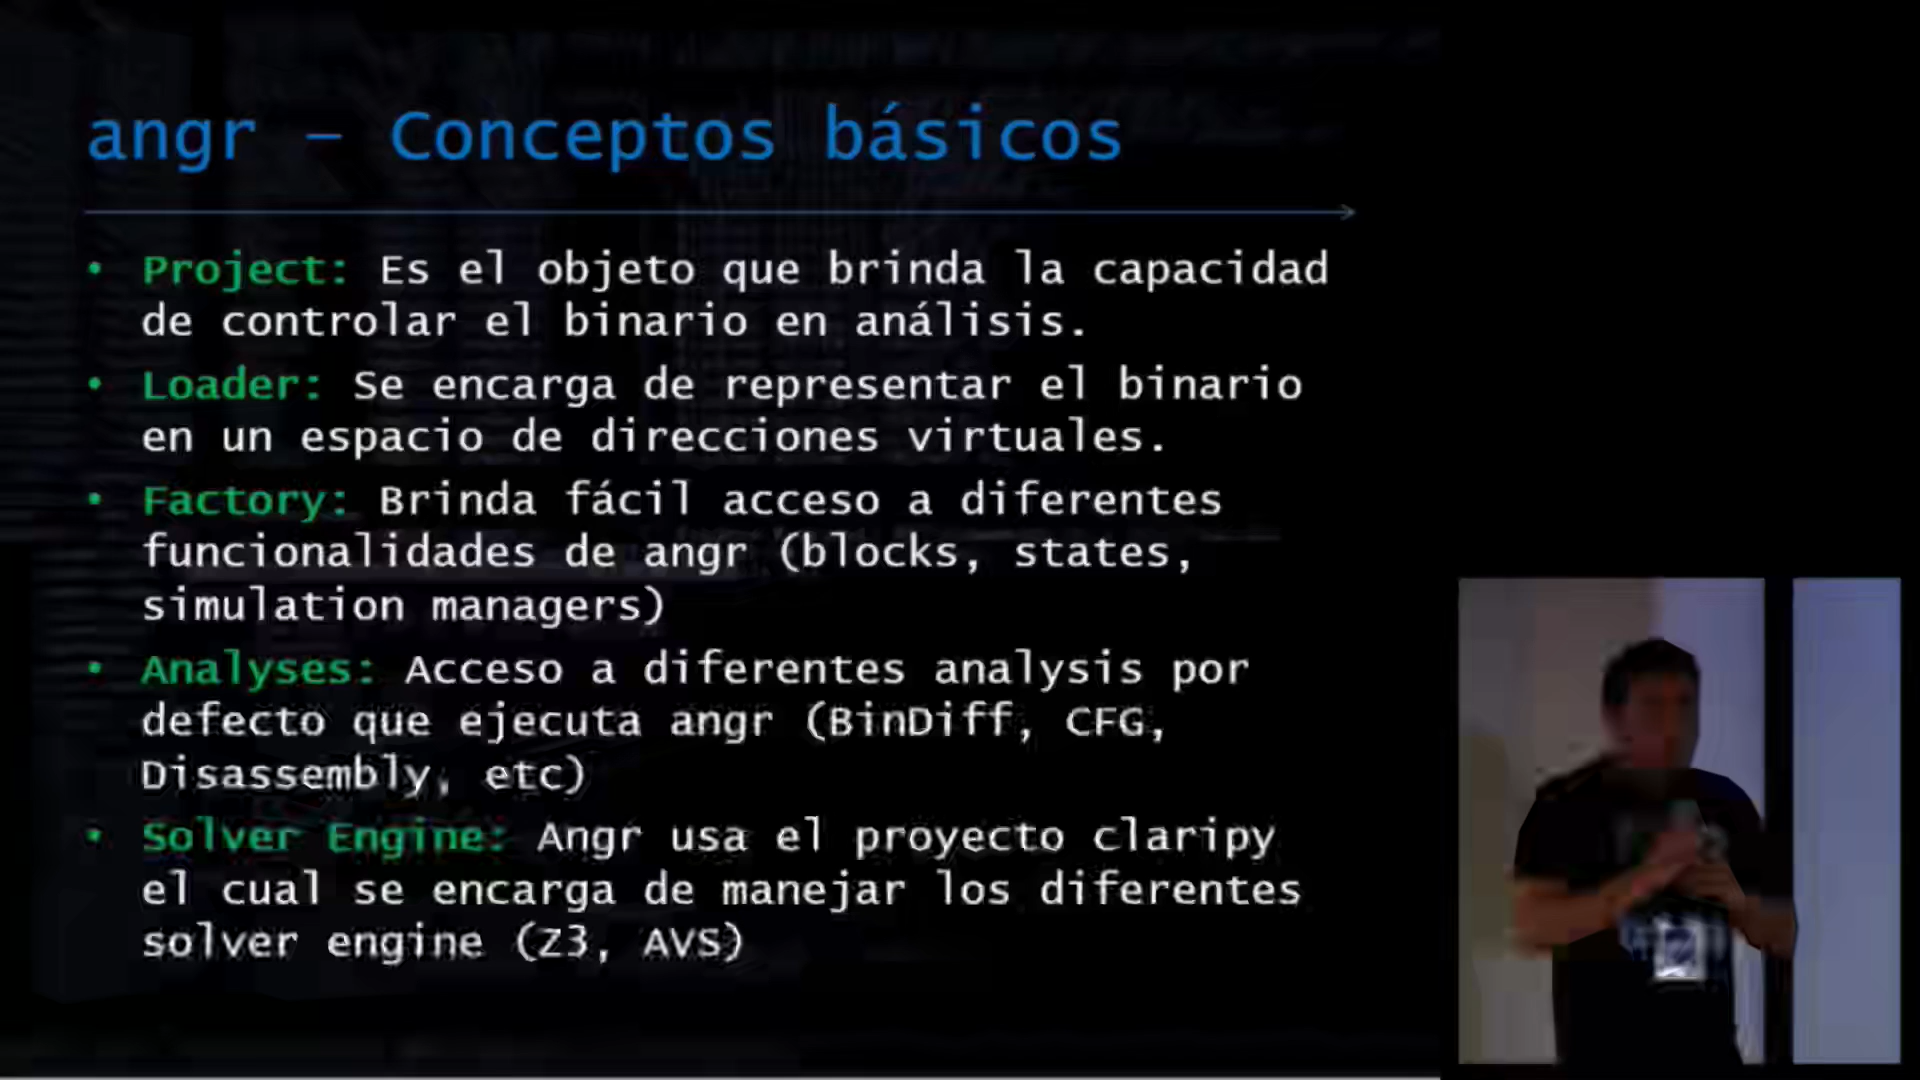 angr – Conceptos básicos
• Project: Es el objeto que brinda la capacidad
de controlar el binario en análisis.
• Loader: Se encarga de representar el binario
en un espacio de direcciones virtuales.
• Factory: Brinda fácil acceso a diferentes
funcionalidades de angr (blocks, states,
simulation managers)
• Analyses: Acceso a diferentes analysis por
defecto que ejecuta angr (BinDiff, CFG,
Disassembly, etc)
• Solver Engine: Angr usa el proyecto claripy
el cual se encarga de manejar los diferentes
solver engine (Z3, AVS)